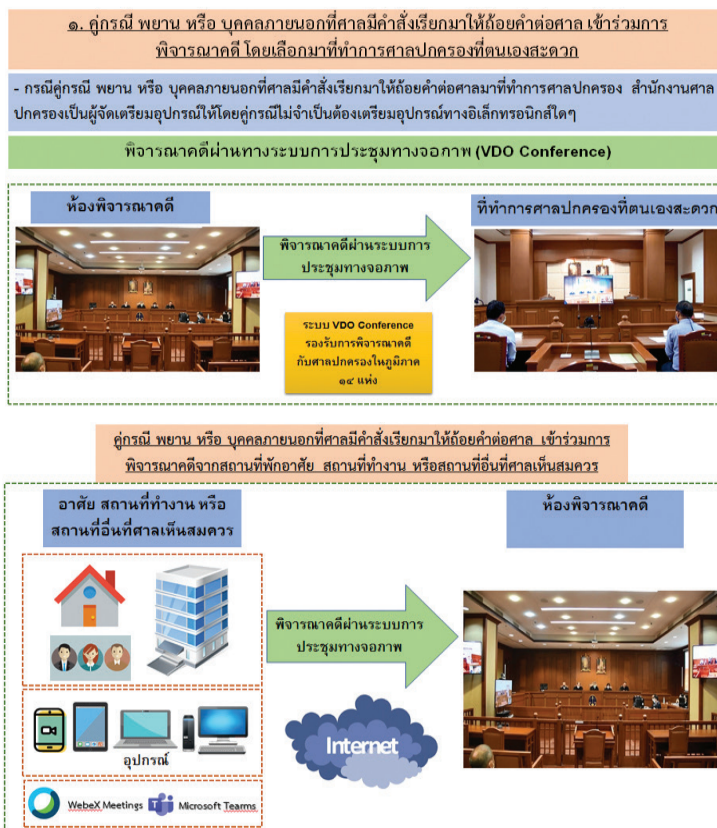 ๑. คู่กรณี พยาน หรือ บุคคลภายนอกที่ศาลมีคำสั่งเรียกมาให้ถ้อยคำต่อศาล เข้าร่วมการ
พิจารณาคดี โดยเลือกมาที่ทำการศาลปกครองที่ตนเองสะดวก
- กรณีคู่กรณี พยาน หรือ บุคคลภายนอกที่ศาลมีคำสั่งเรียกมาให้ถ้อยคำต่อศาลมาที่ทำการศาลปกครอง สำนักงานศาล
ปกครองเป็นผู้จัดเตรียมอุปกรณ์ให้โดยคู่กรณีไม่จำเป็นต้องเตรียมอุปกรณ์ทางอิเล็กทรอนิกส์ใดๆ
พิจารณาคดีผ่านทางระบบการประชุมทางจอภาพ (VDO Conference)
ห้องพิจารณาคดี
ที่ทำการศาลปกครองที่ตนเองสะดวก
พิจารณาคดีผ่านระบบการ
ประชุมทางจอภาพ
ระบบ VDO Conference
รองรับการพิจารณาคดี
กับศาลปกครองในภูมิภาค
๑๔ แห่ง
คู่กรณี พยาน หรือ บุคคลภายนอกที่ศาลมีคำสั่งเรียกมาให้ถ้อยคำต่อศาล เข้าร่วมการ
พิจารณาคดีจากสถานที่พักอาศัย สถานที่ทำงาน หรือสถานที่อื่นที่ศาลเห็นสมควร
อาศัย สถานที่ทำงาน หรือ
สถานที่อื่นที่ศาลเห็นสมควร
ห้องพิจารณาคดี
พิจารณาคดีผ่านระบบการ
ประชุมทางจอภาพ
Internet
อุปกรณ์
WebeX Meetings
Microsoft Teams